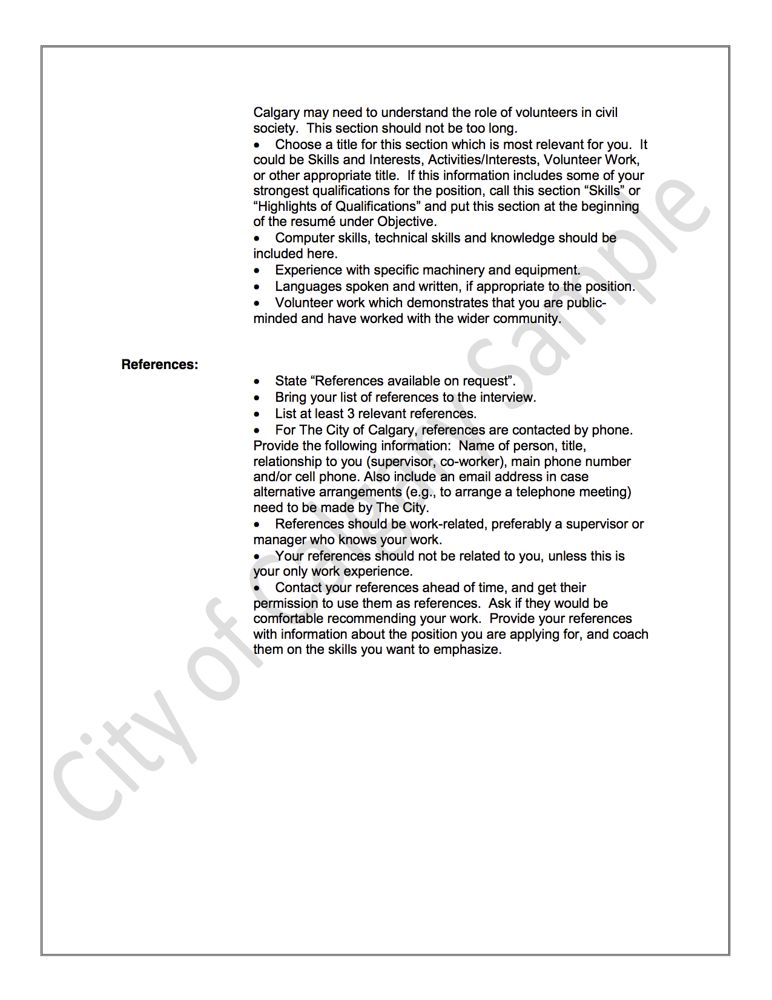 Calgary may need to understand the role of volunteers in civil
society.  This section should not be too long.
•    Choose a title for this section which is most relevant for you.  It
could be Skills and Interests, Activities/Interests, Volunteer Work,
or other appropriate title.  If this information includes some of your
strongest qualifications for the position, call this section “Skills” or
“Highlights of Qualifications” and put this section at the beginning
of the resumé under Objective.
•    Computer skills, technical skills and knowledge should be
included here.
•    Experience with specific machinery and equipment.
•    Languages spoken and written, if appropriate to the position.
•    Volunteer work which demonstrates that you are public-
minded and have worked with the wider community.
References:
•    State “References available on request”.
•    Bring your list of references to the interview.
•    List at least 3 relevant references.
•    For The City of Calgary, references are contacted by phone.
Provide the following information:  Name of person, title,
relationship to you (supervisor, co-worker), main phone number
and/or cell phone. Also include an email address in case
alternative arrangements (e.g., to arrange a telephone meeting)
need to be made by The City.
•    References should be work-related, preferably a supervisor or
manager who knows your work.
•    Your references should not be related to you, unless this is
your only work experience.
•    Contact your references ahead of time, and get their
permission to use them as references.  Ask if they would be
comfortable recommending your work.  Provide your references
with information about the position you are applying for, and coach
them on the skills you want to emphasize.
City of Calgary Sample